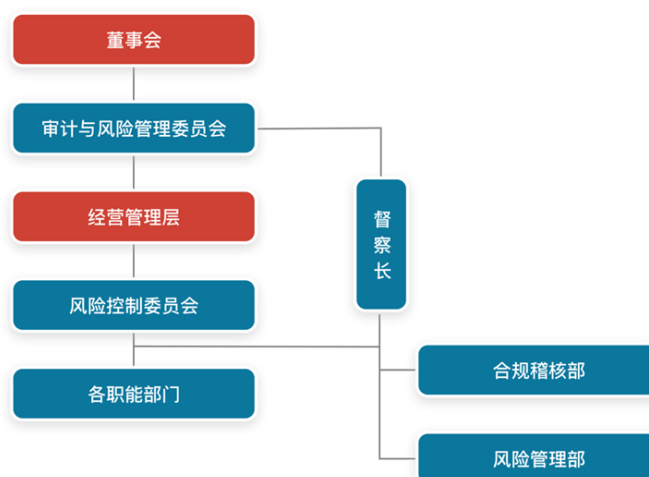 董事会
审计与风险管理委员会
经营管理层
督察长
风险控制委员会
合规稽核部
各职能部门
风险管理部